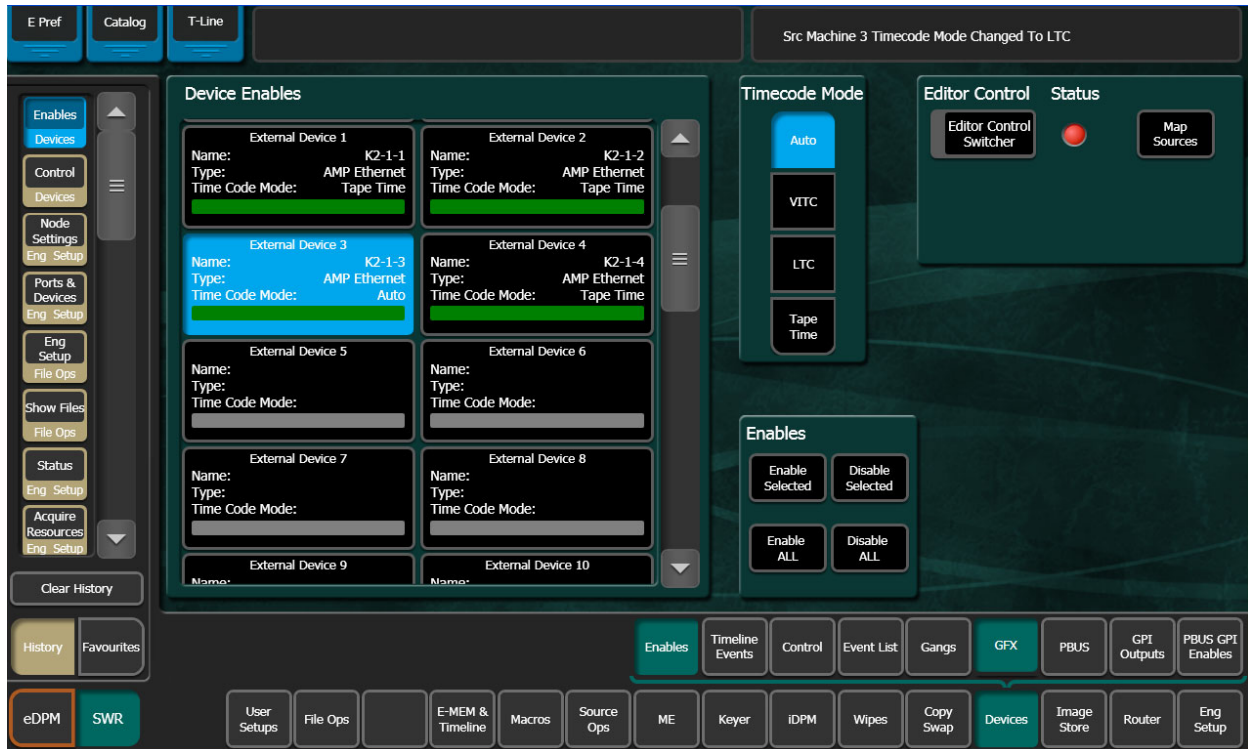 E Pref
Catalog
T-Line
Src Machine 3 Timecode Mode Changed To LTC
Enables
Devices
Control
Devices
Node
Settings
Eng Setup
Ports &
Devices
Eng Setup
Eng
Setup
File Ops
Show Files
File Ops
Status
Eng Setup
Acquire
Resources
Eng Setup
Clear History
History
Favourites
Device Enables
External Device 1
Name: K2-1-1
Type: AMP Ethernet
Time Code Mode: Tape Time
External Device 2
Name: K2-1-2
Type: AMP Ethernet
Time Code Mode: Tape Time
External Device 3
Name: K2-1-3
Type: AMP Ethernet
Time Code Mode: Auto
External Device 4
Name: K2-1-4
Type: AMP Ethernet
Time Code Mode: Tape Time
External Device 5
Name:
Type:
Time Code Mode:
External Device 6
Name:
Type:
Time Code Mode:
External Device 7
Name:
Type:
Time Code Mode:
External Device 8
Name:
Type:
Time Code Mode:
External Device 9
Name:
External Device 10
Name:
Timecode Mode
Auto
VITC
LTC
Tape
Time
Editor Control
Status
Editor Control
Switcher
Map
Sources
Enables
Enable
Selected
Disable
Selected
Enable
ALL
Disable
ALL
Enables
Timeline
Events
Control
Event List
Gangs
GFX
PBUS
GPI
Outputs
PBUS GPI
Enables
eDPM
SWR
User
Setups
File Ops
E-MEM &
Timeline
Macros
Source
Ops
ME
Keyer
iDPM
Wipes
Copy
Swap
Devices
Image
Store
Router
Eng
Setup